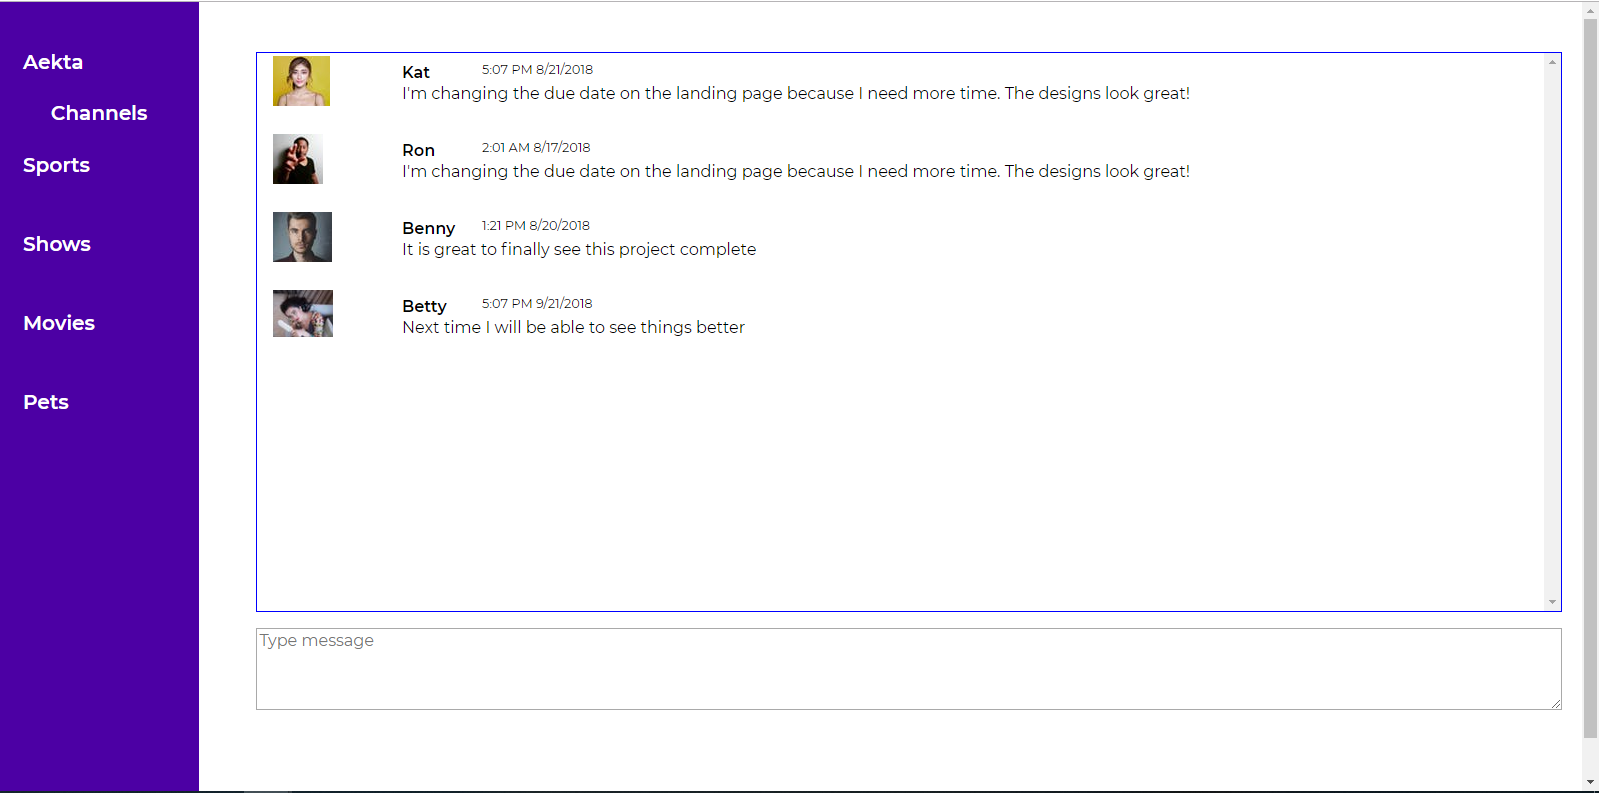 Aekta
Channels
Sports
Shows
Movies
Pets
Kat 5:07 PM 8/21/2018
I'm changing the due date on the landing page because I need more time. The designs look great!
Ron 2:01 AM 8/17/2018
I'm changing the due date on the landing page because I need more time. The designs look great!
Benny 1:21 PM 8/20/2018
It is great to finally see this project complete
Betty 5:07 PM 9/21/2018
Next time I will be able to see things better
Type message